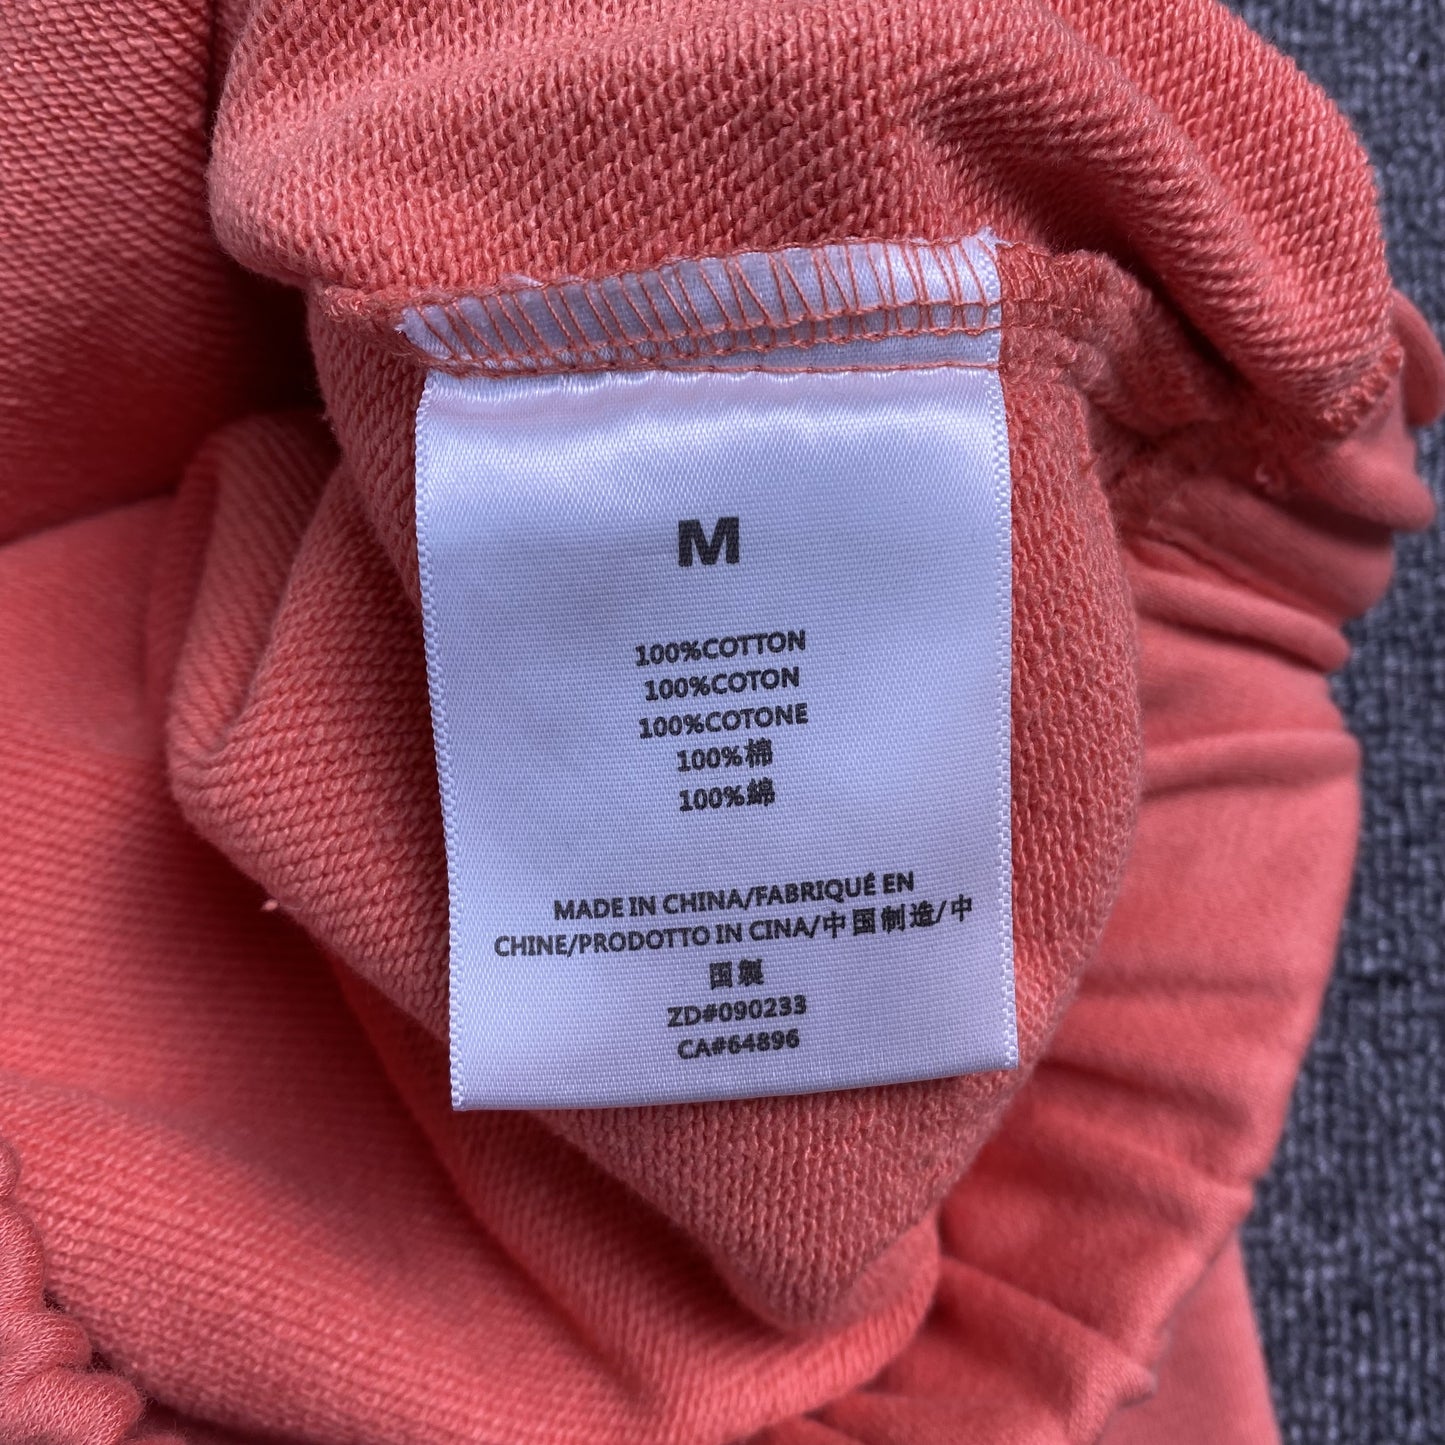 M
100%COTTON
100%COTON
100%COTONE
100%棉
100%綿
MADE IN CHINA/FABRIQUÉ EN
CHINE/PRODOTTO IN CINA/中国制造/中
国製
ZD#090233
CA#64896